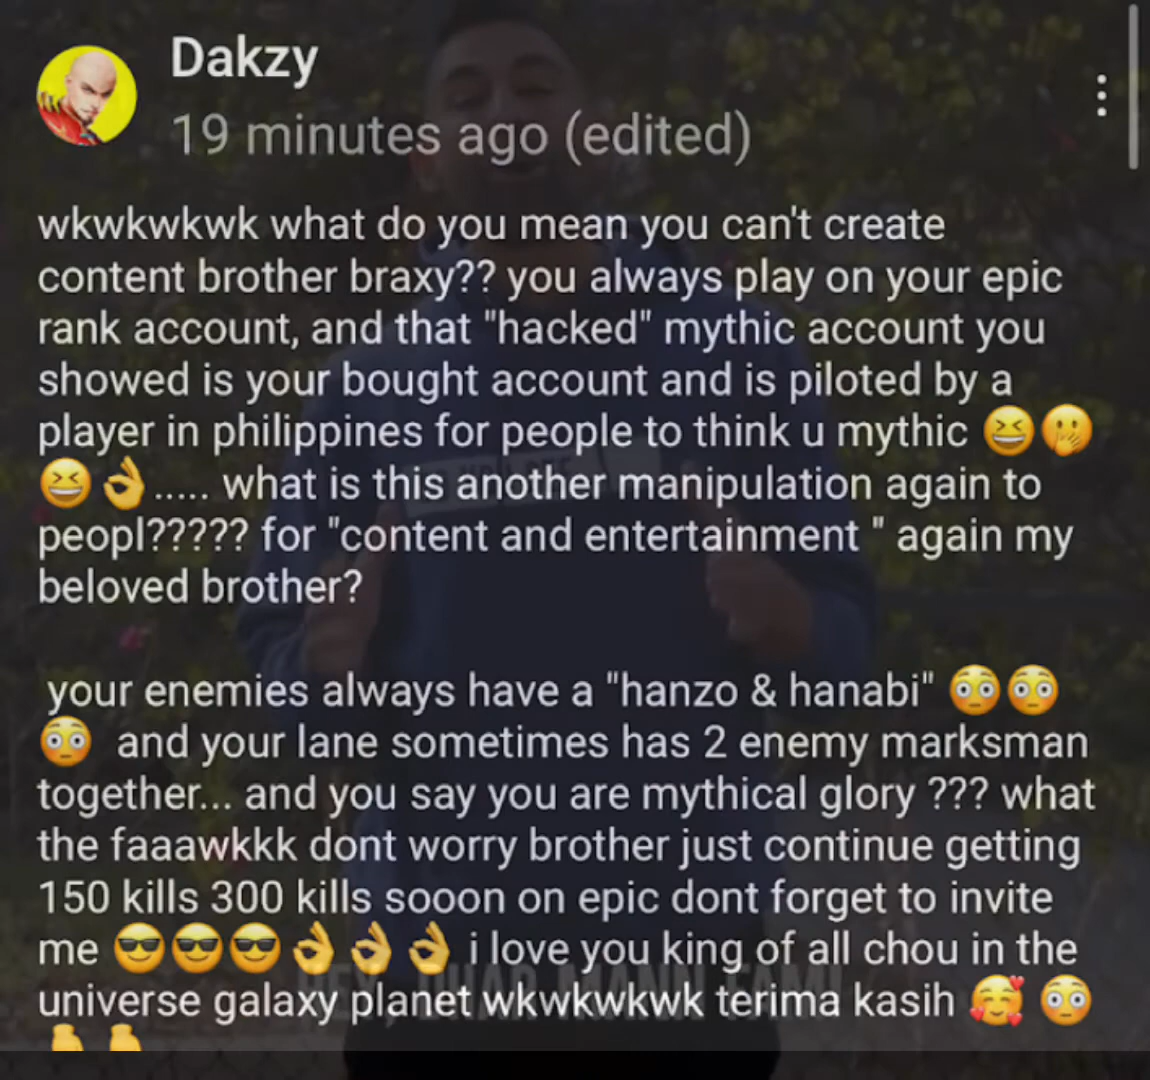 Dakzy
19 minutes ago (edited)
wkwkwkwk what do you mean you can't create
content brother braxy?? you always play on your epic
rank account, and that "hacked" mythic account you
showed is your bought account and is piloted by a
player in philippines for people to think u mythic 😆🤭
😆👌..... what is this another manipulation again to
peopl????? for "content and entertainment " again my
beloved brother?
your enemies always have a "hanzo & hanabi" 😳😳
😳 and your lane sometimes has 2 enemy marksman
together... and you say you are mythical glory ??? what
the faaawkkk dont worry brother just continue getting
150 kills 300 kills sooon on epic dont forget to invite
me 😎😎😎👌👌👌 i love you king of all chou in the
universe galaxy planet wkwkwkwk terima kasih 🥰 😳
HEY, DHAR MANN FAM!